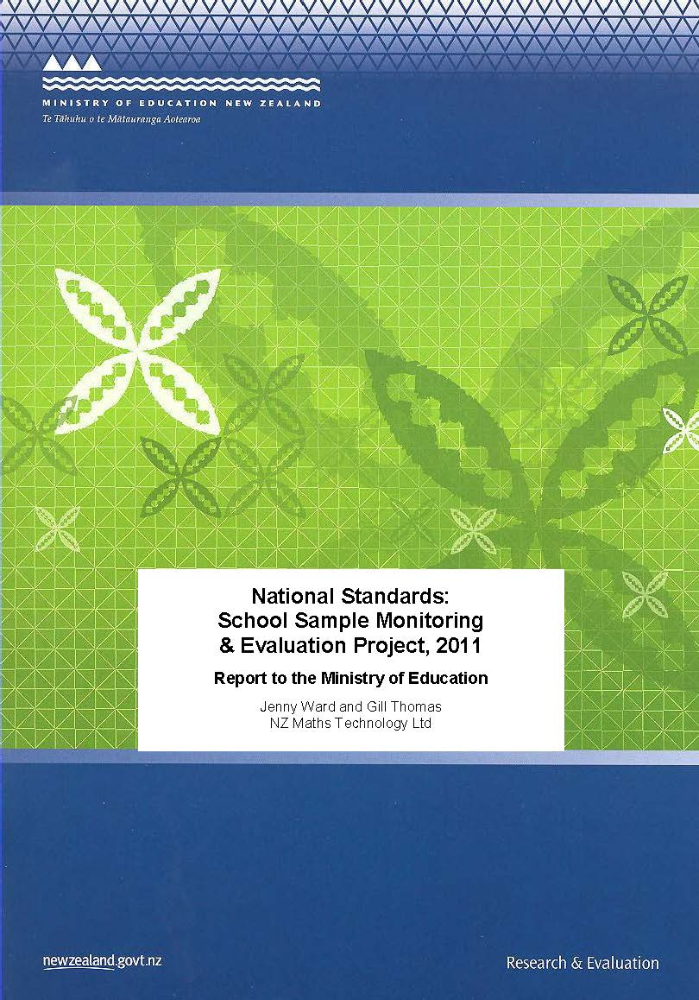 MINISTRY OF EDUCATION NEW ZEALAND
Te Tāhuhu o te Mātauranga Aotearoa
National Standards:
School Sample Monitoring
& Evaluation Project, 2011
Report to the Ministry of Education
Jenny Ward and Gill Thomas
NZ Maths Technology Ltd
newzealand.govt.nz
Research & Evaluation